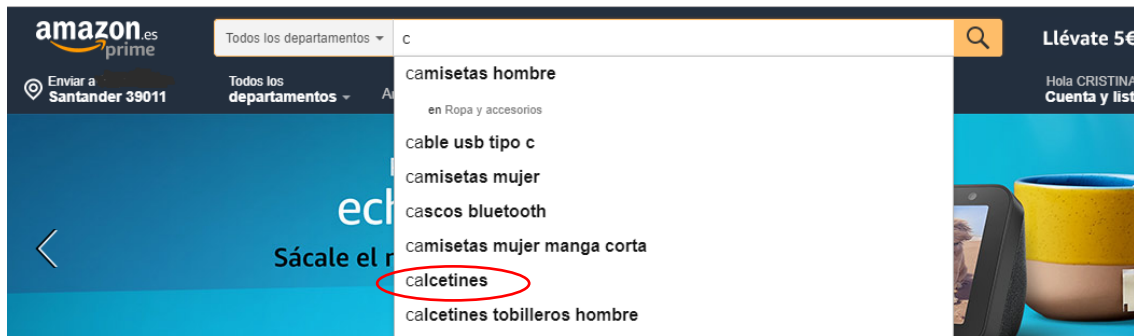 amazon.es
prime
Todos los departamentos
c
Llévate 5€
Enviar a
Santander 39011
Todos los
departamentos
Hola CRISTINA
Cuenta y list
camisetas hombre
en Ropa y accesorios
cable usb tipo c
camisetas mujer
cascos bluetooth
camisetas mujer manga corta
calcetines
calcetines tobilleros hombre
ech
Sácale el r